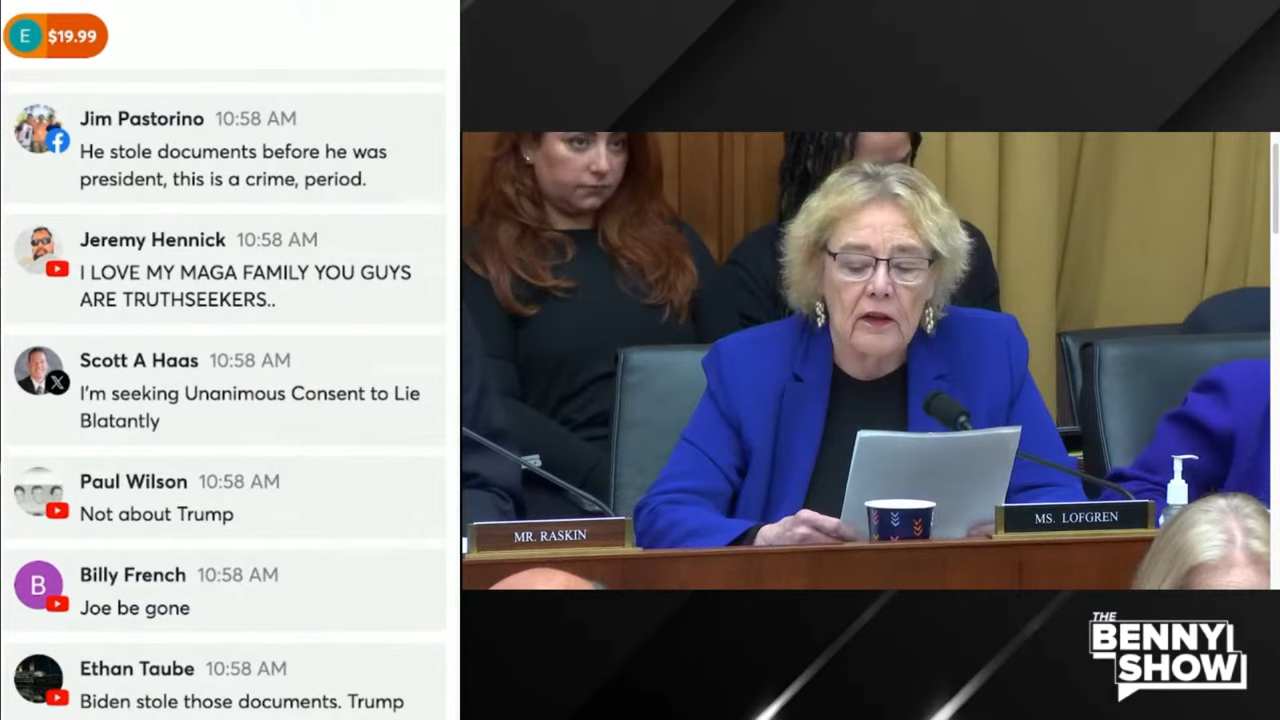 E $19.99
Jim Pastorino 10:58 AM
He stole documents before he was
president, this is a crime, period.
Jeremy Hennick 10:58 AM
I LOVE MY MAGA FAMILY YOU GUYS
ARE TRUTHSEEKERS..
Scott A Haas 10:58 AM
I'm seeking Unanimous Consent to Lie
Blatantly
Paul Wilson 10:58 AM
Not about Trump
B
Billy French 10:58 AM
Joe be gone
Ethan Taube 10:58 AM
Biden stole those documents. Trump
MR. RASKIN
MS. LOFGREN
THE
BENNY
SHOW